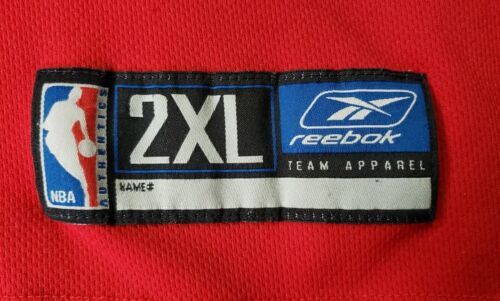 NBA
AUTHENTICS
2XL
NAME#
Reebok
TEAM APPAREL